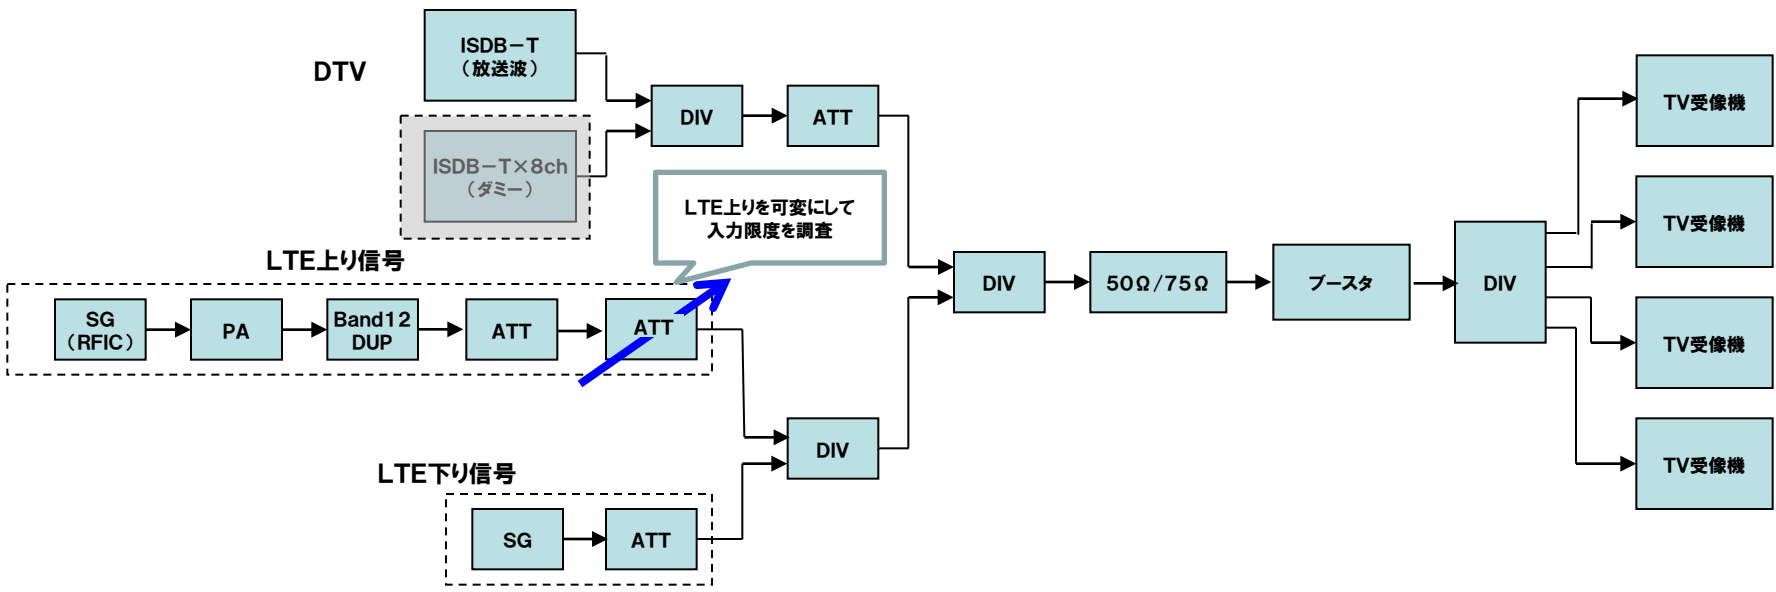 DTV
ISDB－T
（放送波）
ISDB－T×8ch
（ダミー）
DIV
ATT
LTE上りを可変にして
入力限度を調査
LTE上り信号
SG
（RFIC）
PA
Band12
DUP
ATT
ATT
LTE下り信号
SG
ATT
DIV
DIV
50Ω/75Ω
ブースタ
DIV
TV受像機
TV受像機
TV受像機
TV受像機